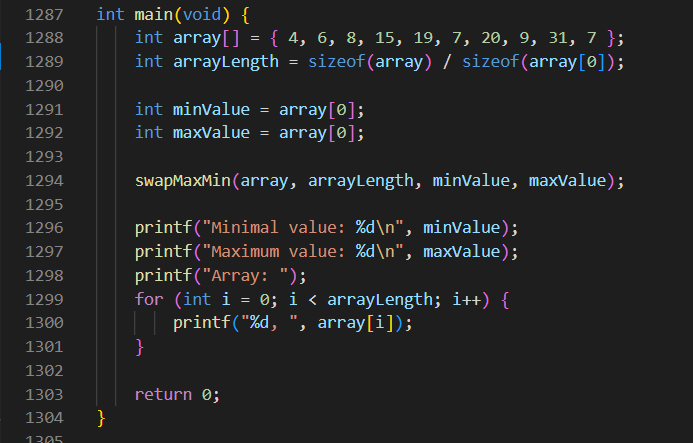 1287 int main(void) {
1288     int array[] = { 4, 6, 8, 15, 19, 7, 20, 9, 31, 7 };
1289     int arrayLength = sizeof(array) / sizeof(array[0]);
1290
1291     int minValue = array[0];
1292     int maxValue = array[0];
1293
1294     swapMaxMin(array, arrayLength, minValue, maxValue);
1295
1296     printf("Minimal value: %d\n", minValue);
1297     printf("Maximum value: %d\n", maxValue);
1298     printf("Array: ");
1299     for (int i = 0; i < arrayLength; i++) {
1300         printf("%d, ", array[i]);
1301     }
1302
1303     return 0;
1304 }
1305